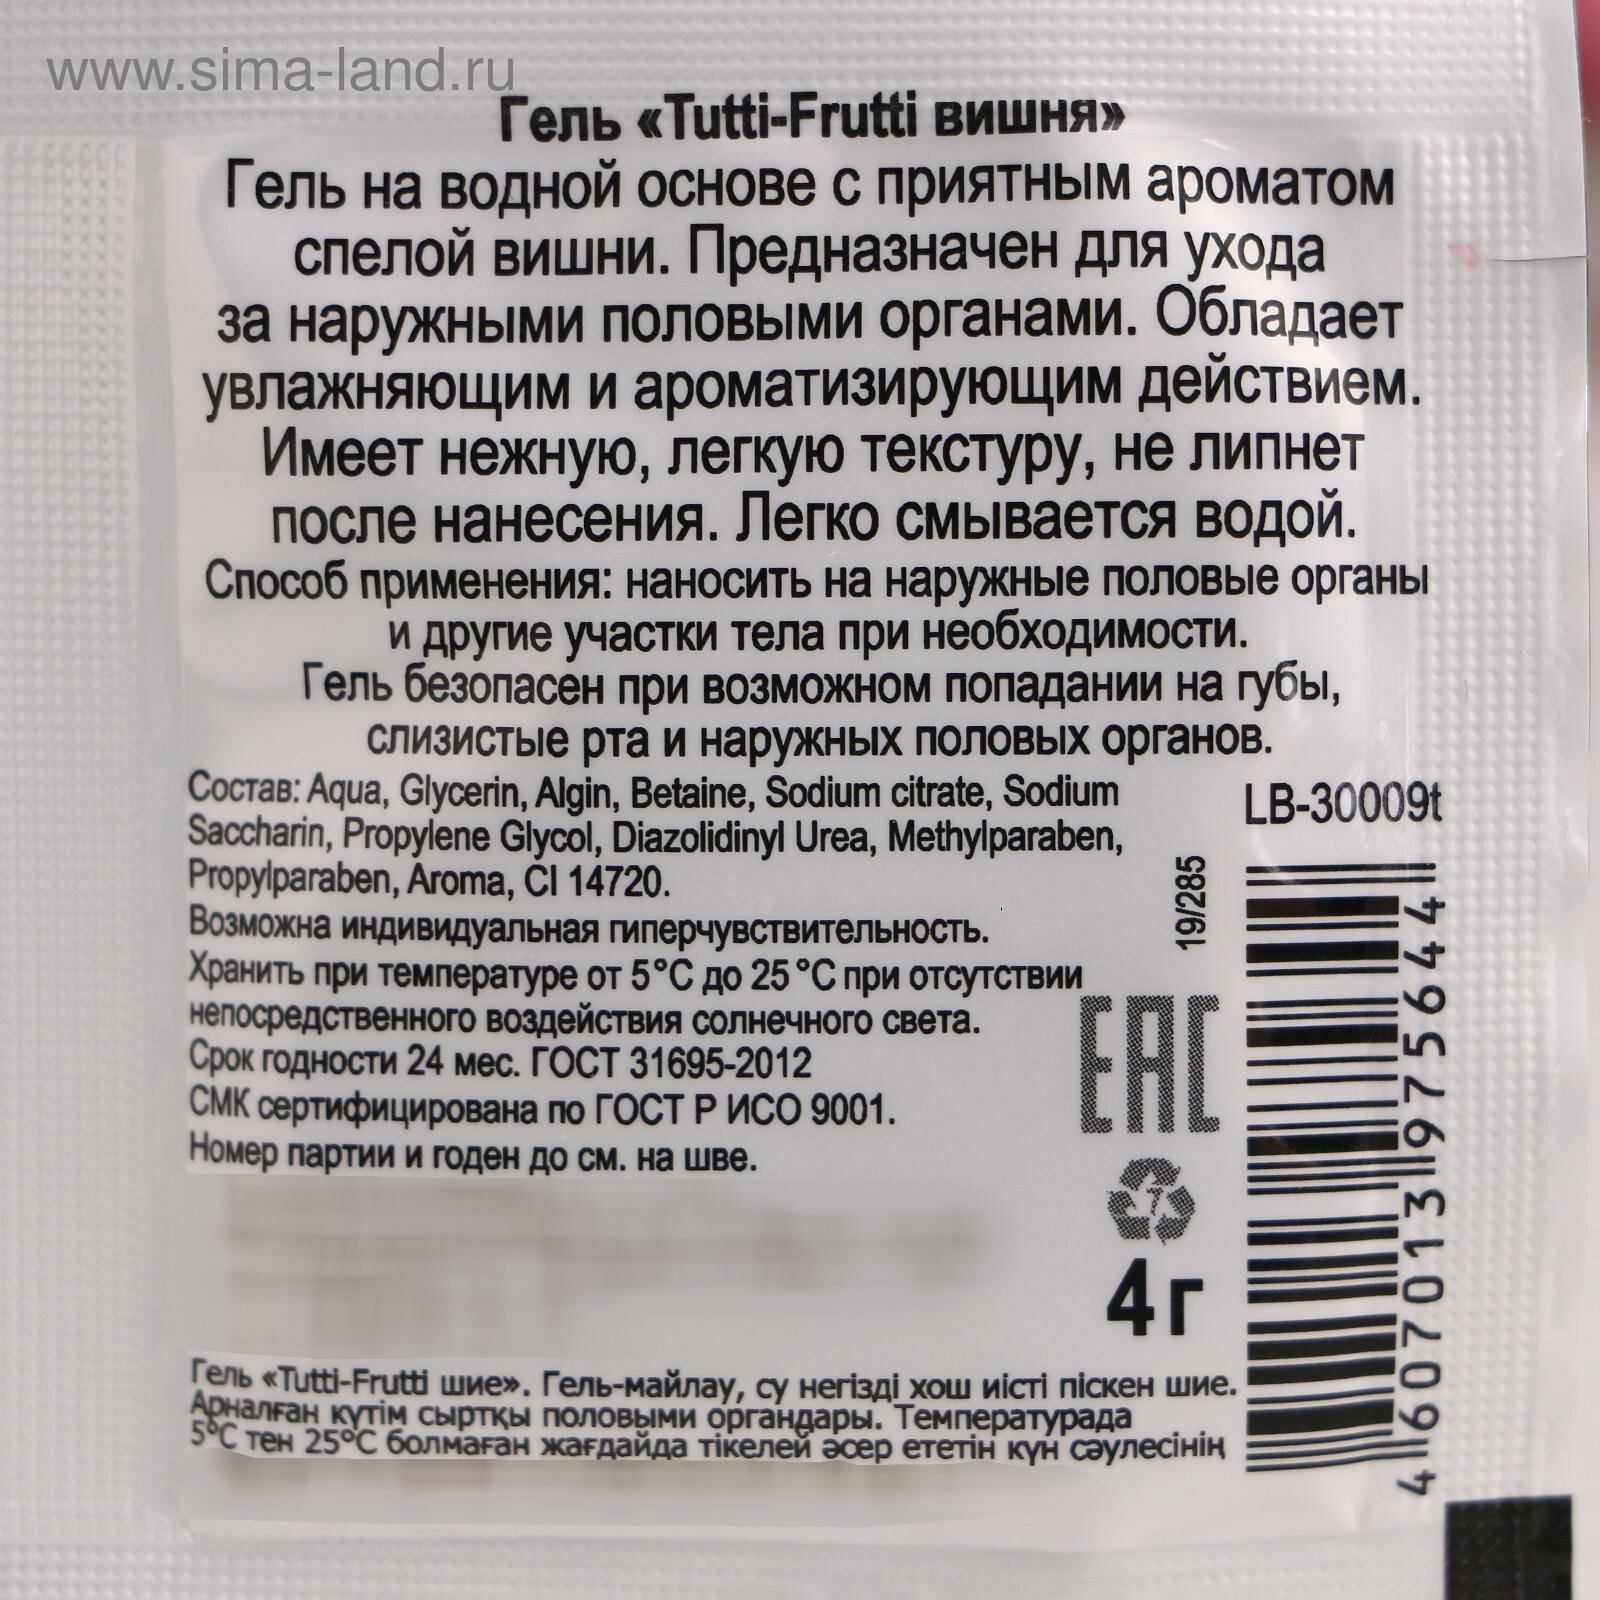 www.sima-land.ru
Гель «Tutti-Frutti вишня»
Гель на водной основе с приятным ароматом
спелой вишни. Предназначен для ухода
за наружными половыми органами. Обладает
увлажняющим и ароматизирующим действием.
Имеет нежную, легкую текстуру, не липнет
после нанесения. Легко смывается водой.
Способ применения: наносить на наружные половые органы
и другие участки тела при необходимости.
Гель безопасен при возможном попадании на губы,
слизистые рта и наружных половых органов.
Состав: Aqua, Glycerin, Algin, Betaine, Sodium citrate, Sodium
Saccharin, Propylene Glycol, Diazolidinyl Urea, Methylparaben,
Propylparaben, Aroma, CI 14720.
Возможна индивидуальная гиперчувствительность.
Хранить при температуре от 5°С до 25°С при отсутствии
непосредственного воздействия солнечного света.
Срок годности 24 мес. ГОСТ 31695-2012
СМК сертифицирована по ГОСТ Р ИСО 9001.
Номер партии и годен до см. на шве.
LB-30009t
19/285
EAC
7
4 г
4 607013 975644
Гель «Tutti-Frutti шие». Гель-майлау, су негізді хош иісті піскен шие.
Арналған күтім сыртқы половыми органдары. Температурада
5°С тен 25°С болмаған жағдайда тікелей әсер ететін күн сәулесінің